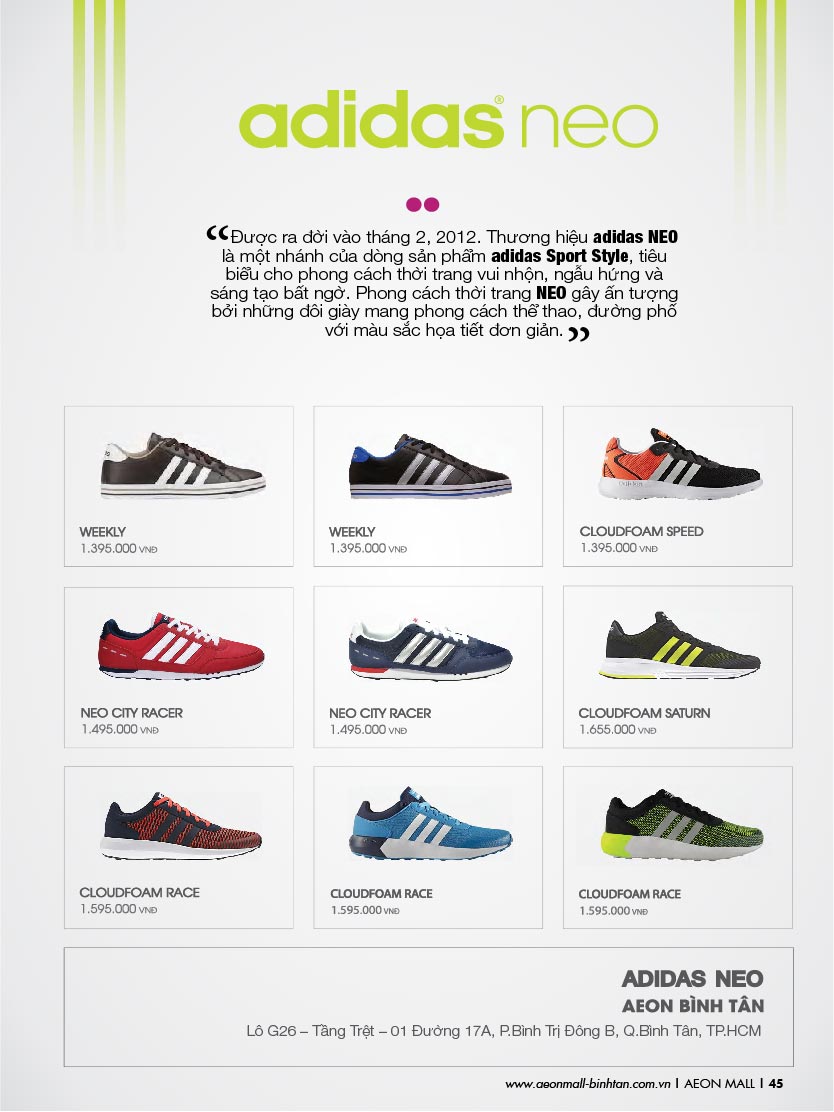 adidas® neo
“Được ra đời vào tháng 2, 2012. Thương hiệu adidas NEO
là một nhánh của dòng sản phẩm adidas Sport Style, tiêu
biểu cho phong cách thời trang vui nhộn, ngẫu hứng và
sáng tạo bất ngờ. Phong cách thời trang NEO gây ấn tượng
bởi những đôi giày mang phong cách thể thao, đường phố
với màu sắc họa tiết đơn giản.”
WEEKLY
1.395.000 VNĐ
WEEKLY
1.395.000 VNĐ
CLOUDFOAM SPEED
1.395.000 VNĐ
NEO CITY RACER
1.495.000 VNĐ
NEO CITY RACER
1.495.000 VNĐ
CLOUDFOAM SATURN
1.655.000 VNĐ
CLOUDFOAM RACE
1.595.000 VNĐ
CLOUDFOAM RACE
1.595.000 VNĐ
CLOUDFOAM RACE
1.595.000 VNĐ
ADIDAS NEO
AEON BÌNH TÂN
Lô G26 – Tầng Trệt – 01 Đường 17A, P.Bình Trị Đông B, Q.Bình Tân, TP.HCM
www.aeonmall-binhtan.com.vn | AEON MALL | 45